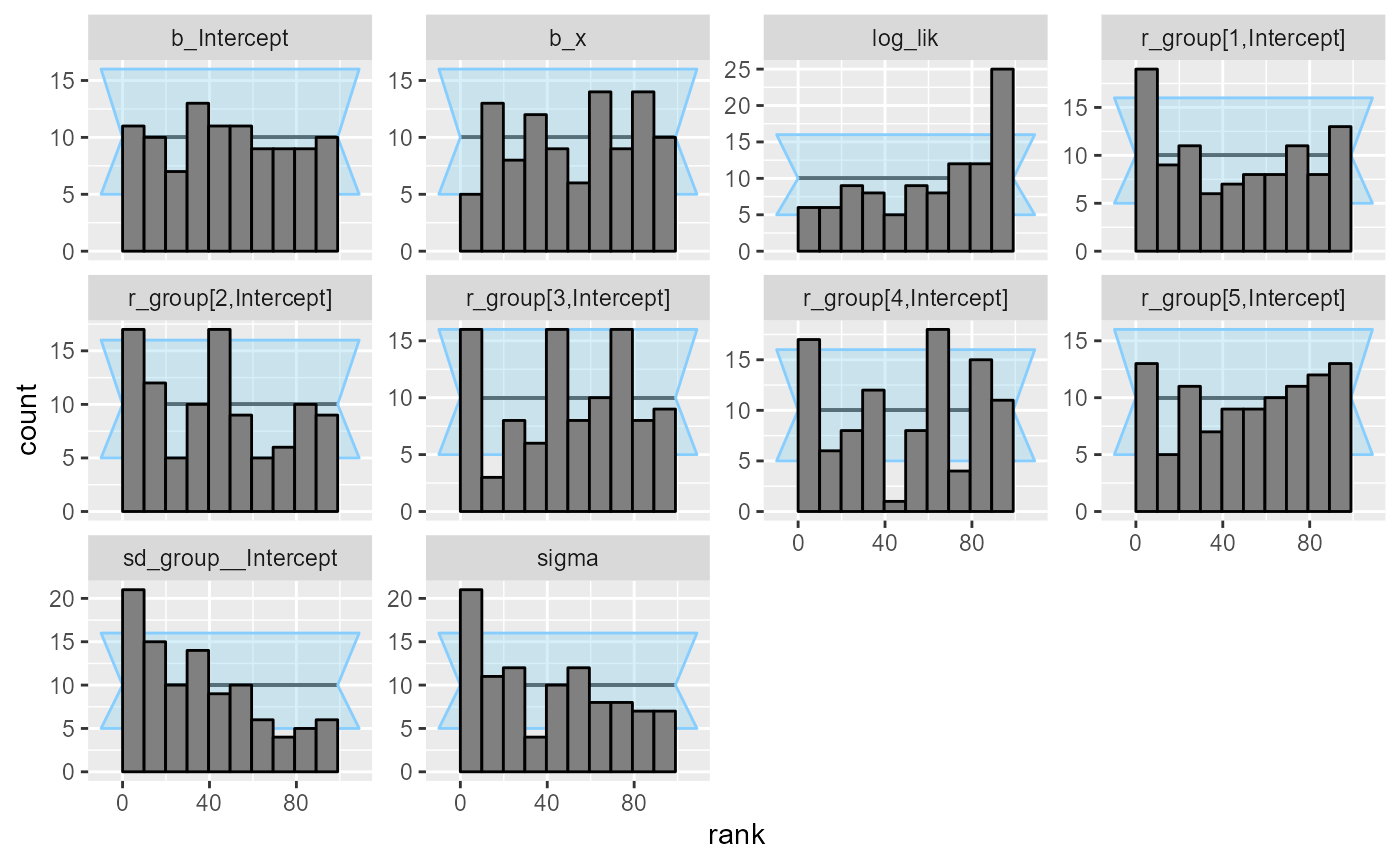 b_Intercept
b_x
log_lik
r_group[1,Intercept]
15
10
5
0
15
10
5
0
25
20
15
10
5
0
15
10
5
0
r_group[2,Intercept]
r_group[3,Intercept]
r_group[4,Intercept]
r_group[5,Intercept]
15
10
5
0
15
10
5
0
15
10
5
0
15
10
5
0
0 40 80
0 40 80
count
sd_group__Intercept
sigma
20
15
10
5
0
20
15
10
5
0
0 40 80
0 40 80
rank